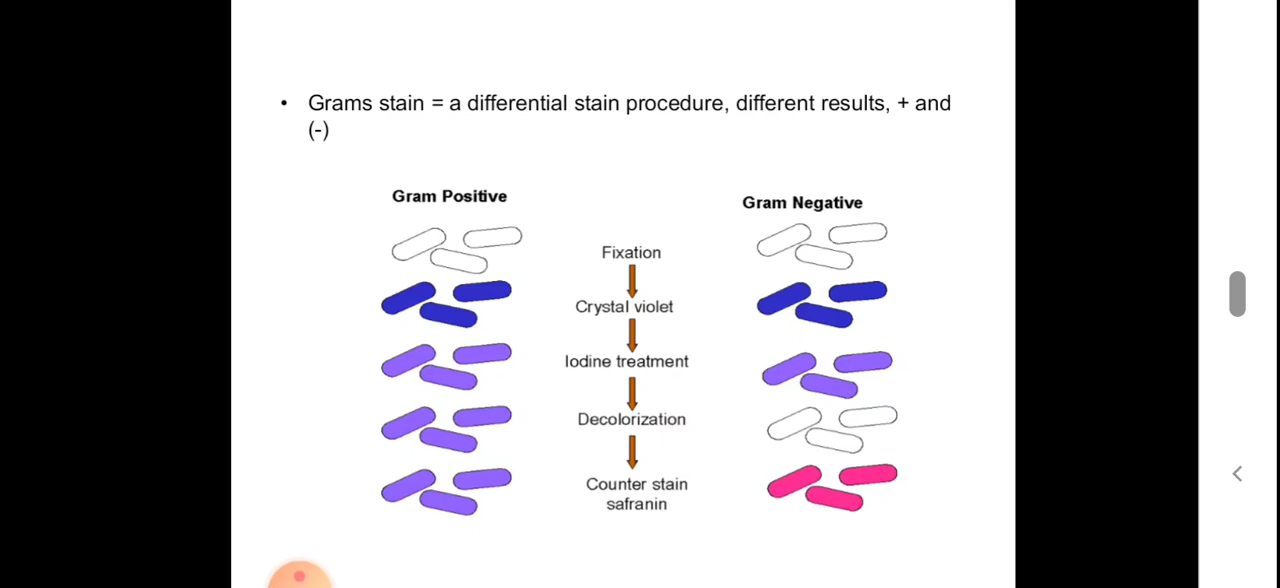 • Grams stain = a differential stain procedure, different results, + and
(-)
Gram Positive
Gram Negative
Fixation
Crystal violet
Iodine treatment
Decolorization
Counter stain
safranin